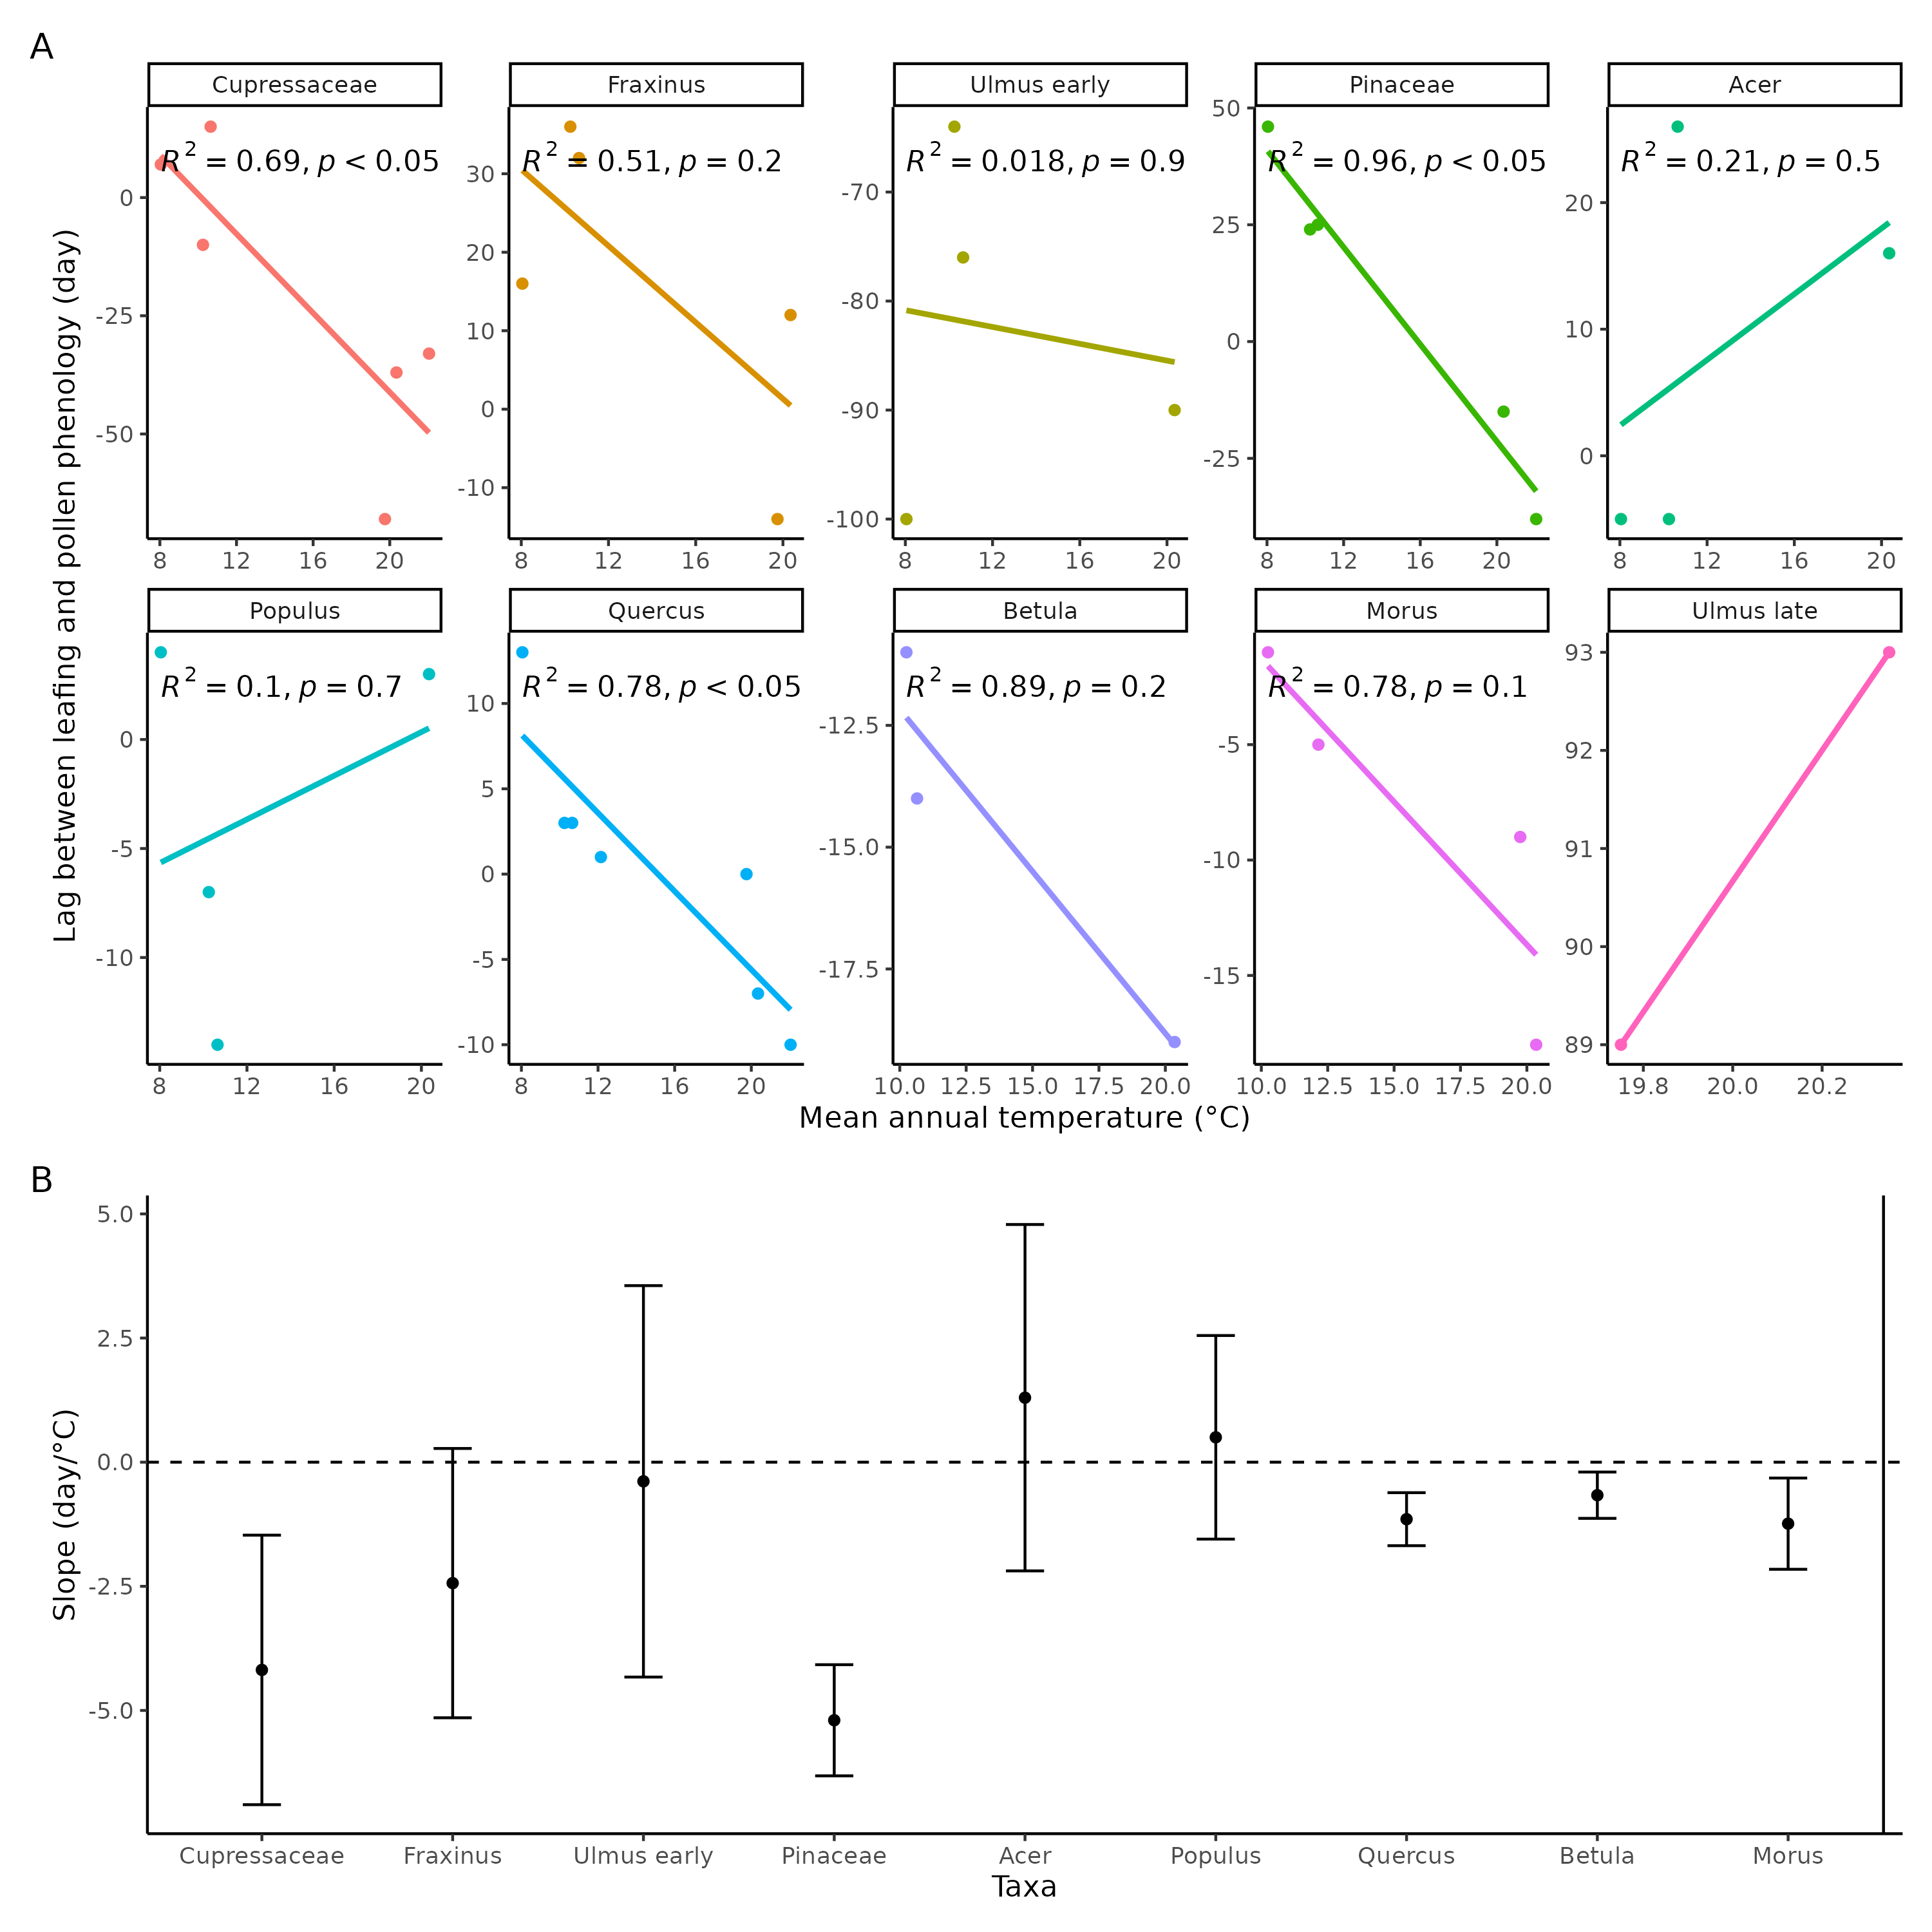 A
Cupressaceae Fraxinus Ulmus early Pinaceae Acer
R² = 0.69, p < 0.05 R² = 0.51, p = 0.2 R² = 0.018, p = 0.9 R² = 0.96, p < 0.05 R² = 0.21, p = 0.5
0 -25 -50
30 20 10 0 -10
-70 -80 -90 -100
50 25 0 -25
20 10 0
8 12 16 20 8 12 16 20 8 12 16 20 8 12 16 20 8 12 16 20
Lag between leafing and pollen phenology (day)
Populus Quercus Betula Morus Ulmus late
R² = 0.1, p = 0.7 R² = 0.78, p < 0.05 R² = 0.89, p = 0.2 R² = 0.78, p = 0.1
0 -5 -10
10 5 0 -5 -10
-12.5 -15.0 -17.5
-5 -10 -15
93 92 91 90 89
8 12 16 20 8 12 16 20 10.0 12.5 15.0 17.5 20.0 10.0 12.5 15.0 17.5 20.0 19.8 20.0 20.2
Mean annual temperature (°C)
B
Slope (day/°C)
5.0
2.5
0.0
-2.5
-5.0
Cupressaceae Fraxinus Ulmus early Pinaceae Acer Populus Quercus Betula Morus
Taxa